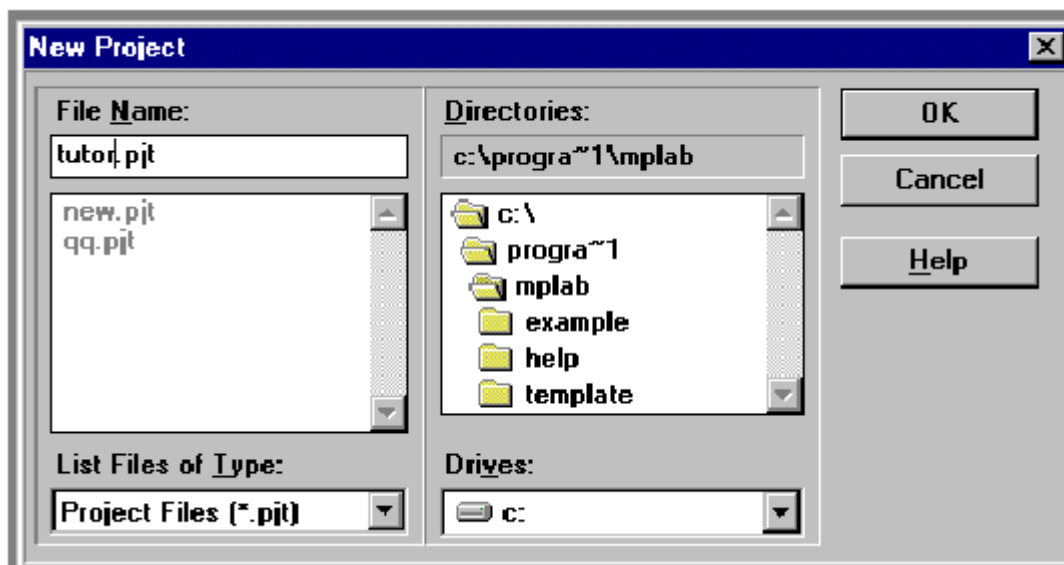 New Project
File Name:
tutor.pjt
new.pjt
qq.pjt
List Files of Type:
Project Files (*.pjt)
Directories:
c:\progra~1\mplab
c:\
progra~1
mplab
example
help
template
Drives:
c:
OK
Cancel
Help